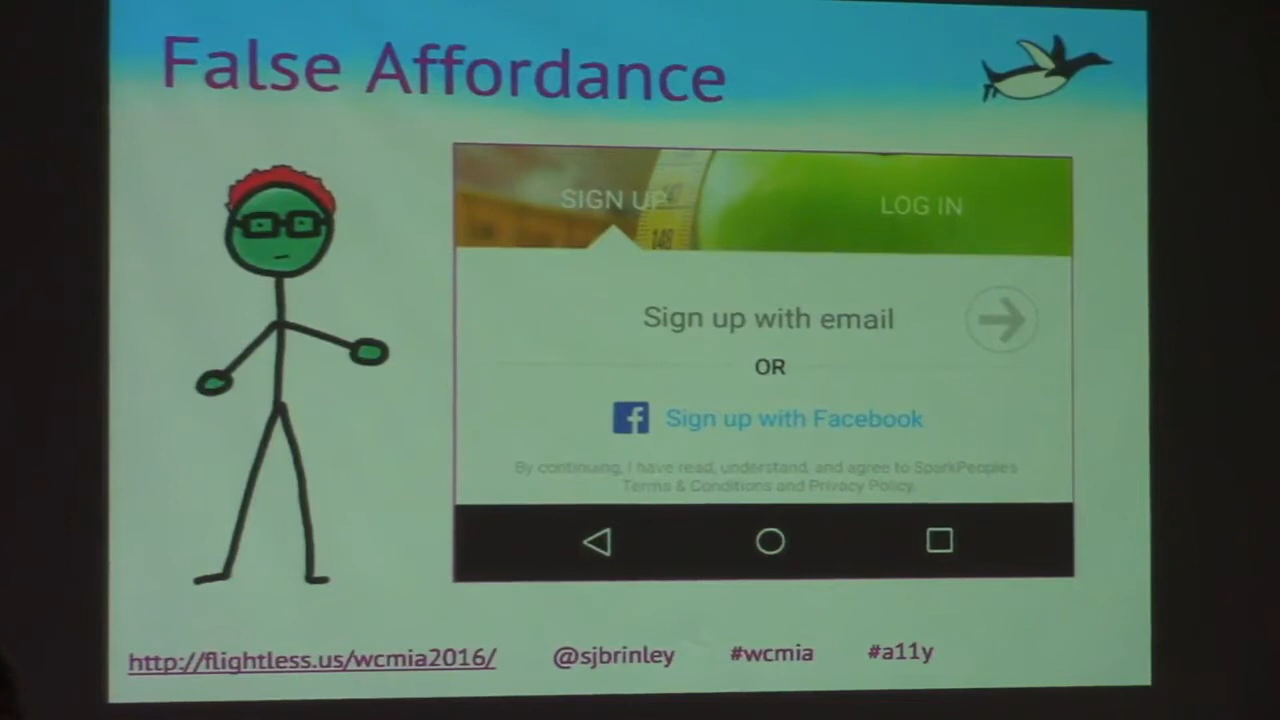 False Affordance
SIGN UP
LOG IN
148
Sign up with email
OR
f Sign up with Facebook
By continuing, I have read, understand, and agree to SparkPeoples
Terms & Conditions and Privacy Policy.
http://flightless.us/wcmia2016/ @sjbrinley #wcmia #a11y